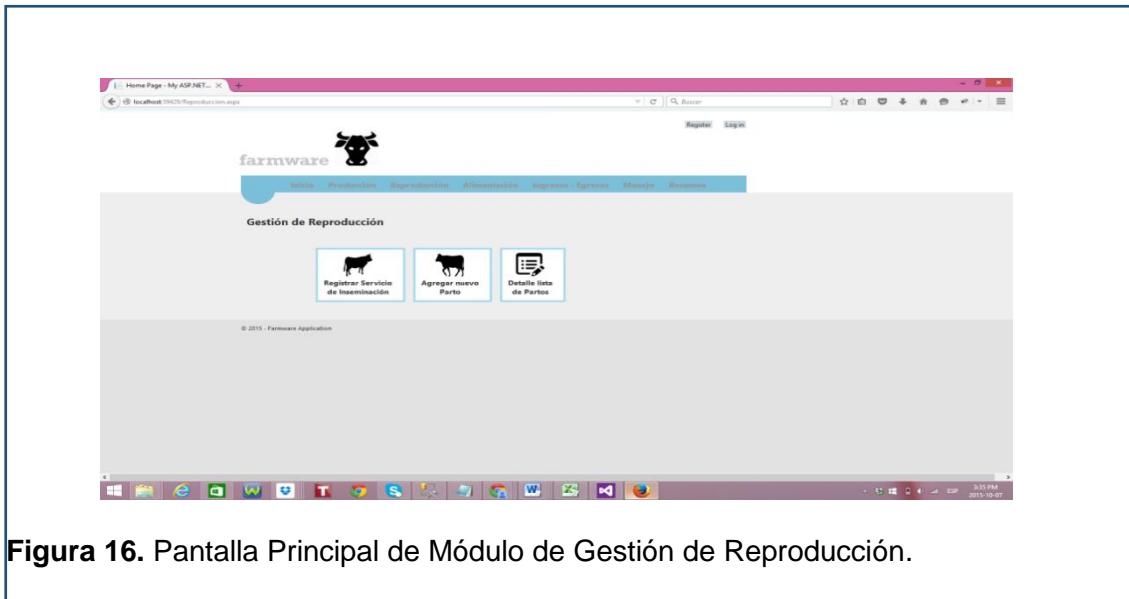 Home Page - My ASP.NET...
localhost:59425/Reproduccion.aspx
Buscar
Register Log in
farmware
Inicio Producción Reproducción Alimentación Ingresos - Egresos Manejo Resumen
Gestión de Reproducción
Registrar Servicio
de Inseminación
Agregar nuevo
Parto
Detalle lista
de Partos
© 2015 - Farmware Application
ESP
3:35 PM
2015-10-07
Figura 16. Pantalla Principal de Módulo de Gestión de Reproducción.